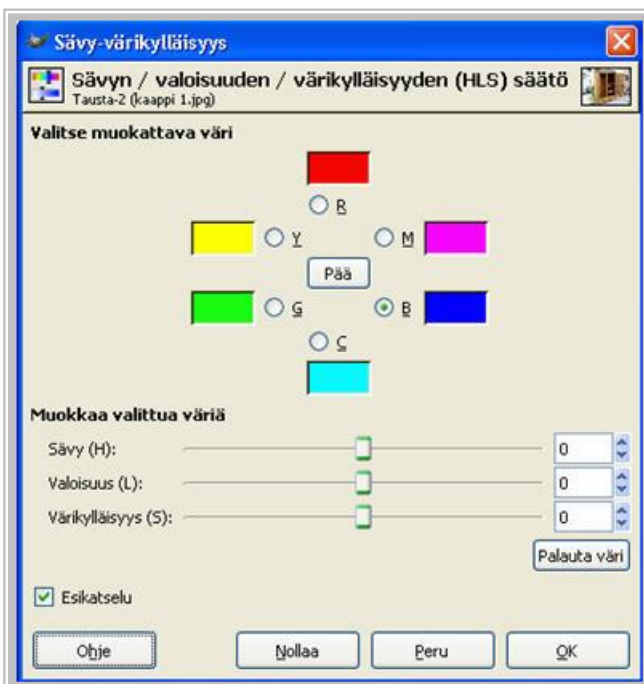 Sävy-värikylläisyys
Sävyn / valoisuuden / värikylläisyyden (HLS) säätö
Tausta-2 (kaappi 1.jpg)
Valitse muokattava väri
R
Y
M
Pää
G
B
C
Muokkaa valittua väriä
Sävy (H): 0
Valoisuus (L): 0
Värikylläisyys (S): 0
Palauta väri
Esikatselu
Ohje Nollaa Peru OK